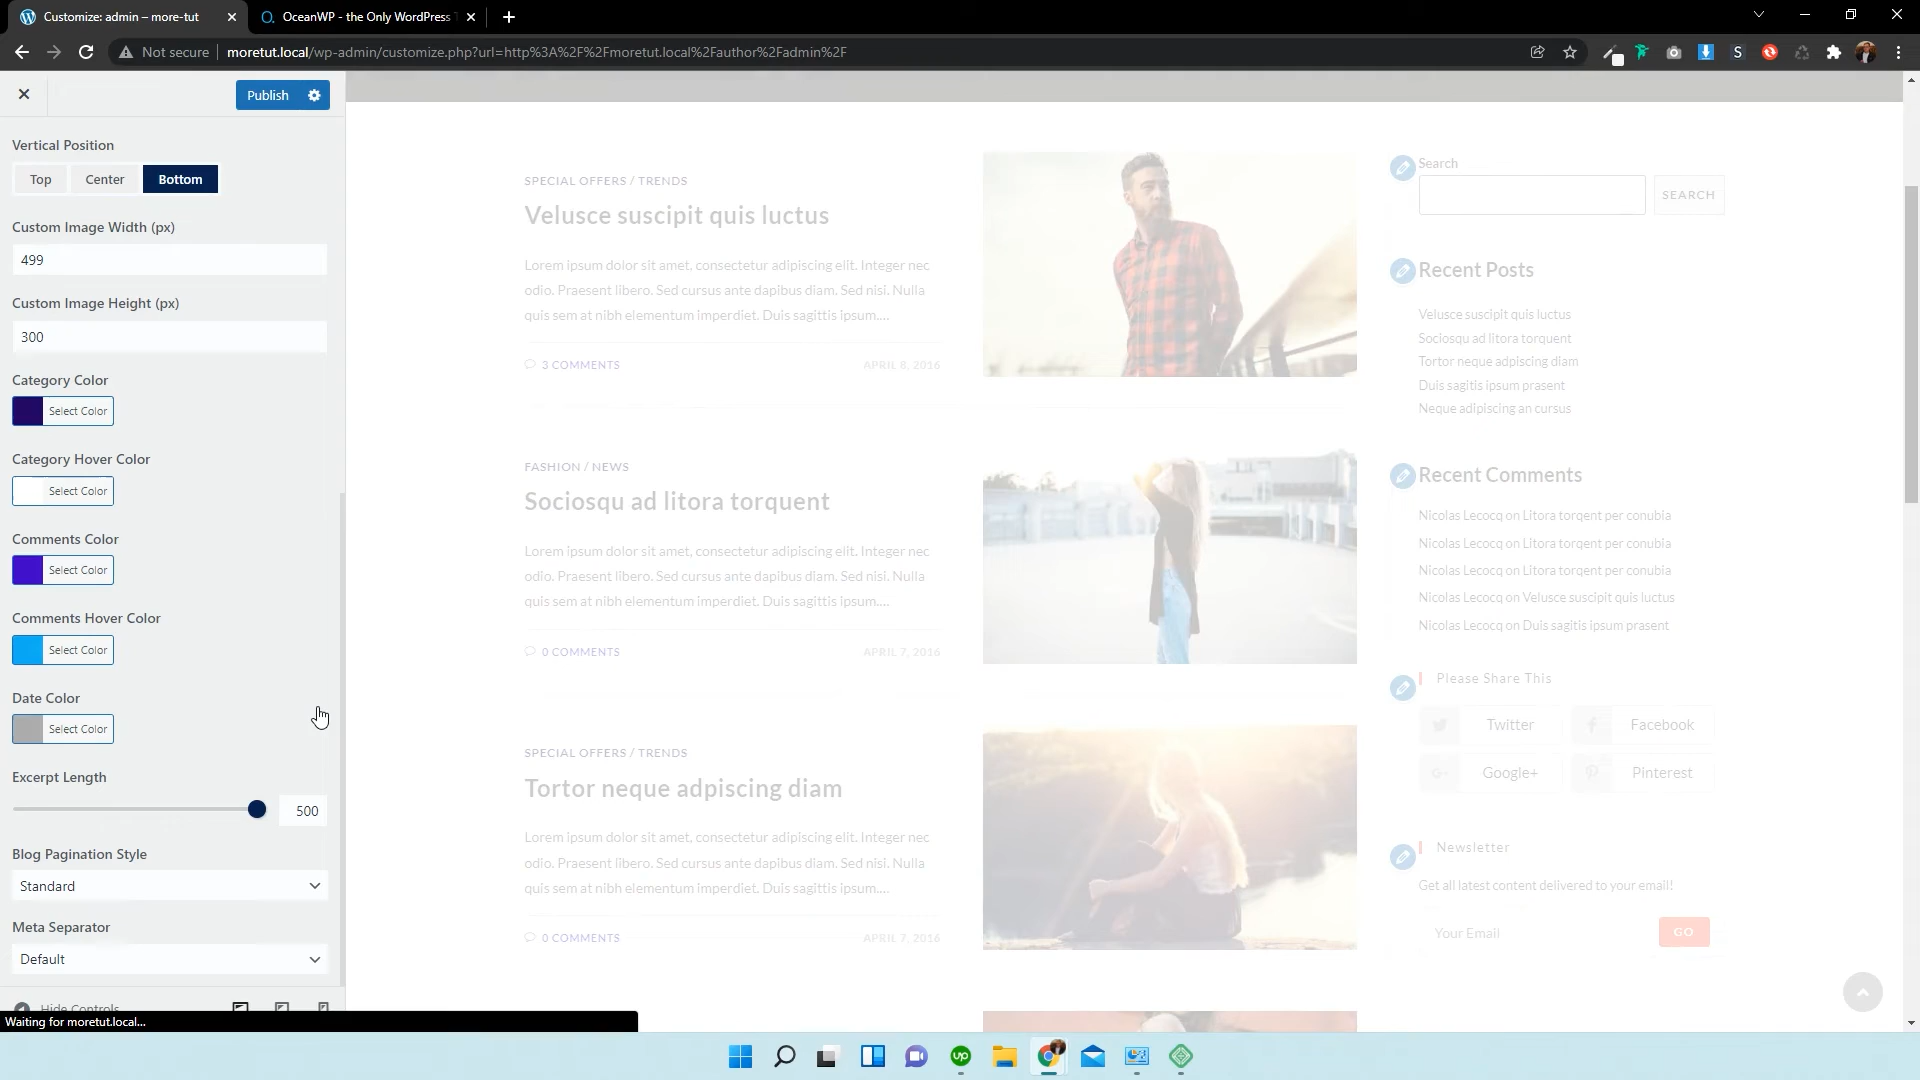 Customize: admin – more-tut
OceanWP - the Only WordPress T
Not secure
moretut.local/wp-admin/customize.php?url=http%3A%2F%2Fmoretut.local%2Fauthor%2Fadmin%2F
Publish
Vertical Position
Top Center Bottom
Custom Image Width (px)
499
Custom Image Height (px)
300
Category Color
Select Color
Category Hover Color
Select Color
Comments Color
Select Color
Comments Hover Color
Select Color
Date Color
Select Color
Excerpt Length
500
Blog Pagination Style
Standard
Meta Separator
Default
Hide Controls
Waiting for moretut.local...
SPECIAL OFFERS / TRENDS
Velusce suscipit quis luctus
Lorem ipsum dolor sit amet, consectetur adipiscing elit. Integer nec
odio. Praesent libero. Sed cursus ante dapibus diam. Sed nisi. Nulla
quis sem at nibh elementum imperdiet. Duis sagittis ipsum....
3 COMMENTS APRIL 8, 2016
FASHION / NEWS
Sociosqu ad litora torquent
Lorem ipsum dolor sit amet, consectetur adipiscing elit. Integer nec
odio. Praesent libero. Sed cursus ante dapibus diam. Sed nisi. Nulla
quis sem at nibh elementum imperdiet. Duis sagittis ipsum....
0 COMMENTS APRIL 7, 2016
SPECIAL OFFERS / TRENDS
Tortor neque adpiscing diam
Lorem ipsum dolor sit amet, consectetur adipiscing elit. Integer nec
odio. Praesent libero. Sed cursus ante dapibus diam. Sed nisi. Nulla
quis sem at nibh elementum imperdiet. Duis sagittis ipsum....
0 COMMENTS APRIL 7, 2016
Search
SEARCH
Recent Posts
Velusce suscipit quis luctus
Sociosqu ad litora torquent
Tortor neque adpiscing diam
Duis sagitis ipsum prasent
Neque adipiscing an cursus
Recent Comments
Nicolas Lecocq on Litora torqent per conubia
Nicolas Lecocq on Litora torqent per conubia
Nicolas Lecocq on Litora torqent per conubia
Nicolas Lecocq on Velusce suscipit quis luctus
Nicolas Lecocq on Duis sagitis ipsum prasent
Please Share This
Twitter Facebook
Google+ Pinterest
Newsletter
Get all latest content delivered to your email!
Your Email GO